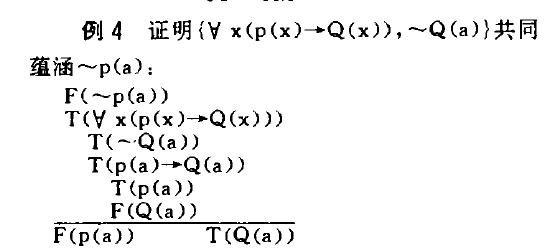 例4 证明{∀ x(p(x)→Q(x)),~Q(a)}共同
蕴涵~p(a):
F(~p(a))
T(∀ x(p(x)→Q(x)))
T(~Q(a))
T(p(a)→Q(a))
T(p(a))
F(Q(a))
F(p(a)) T(Q(a))